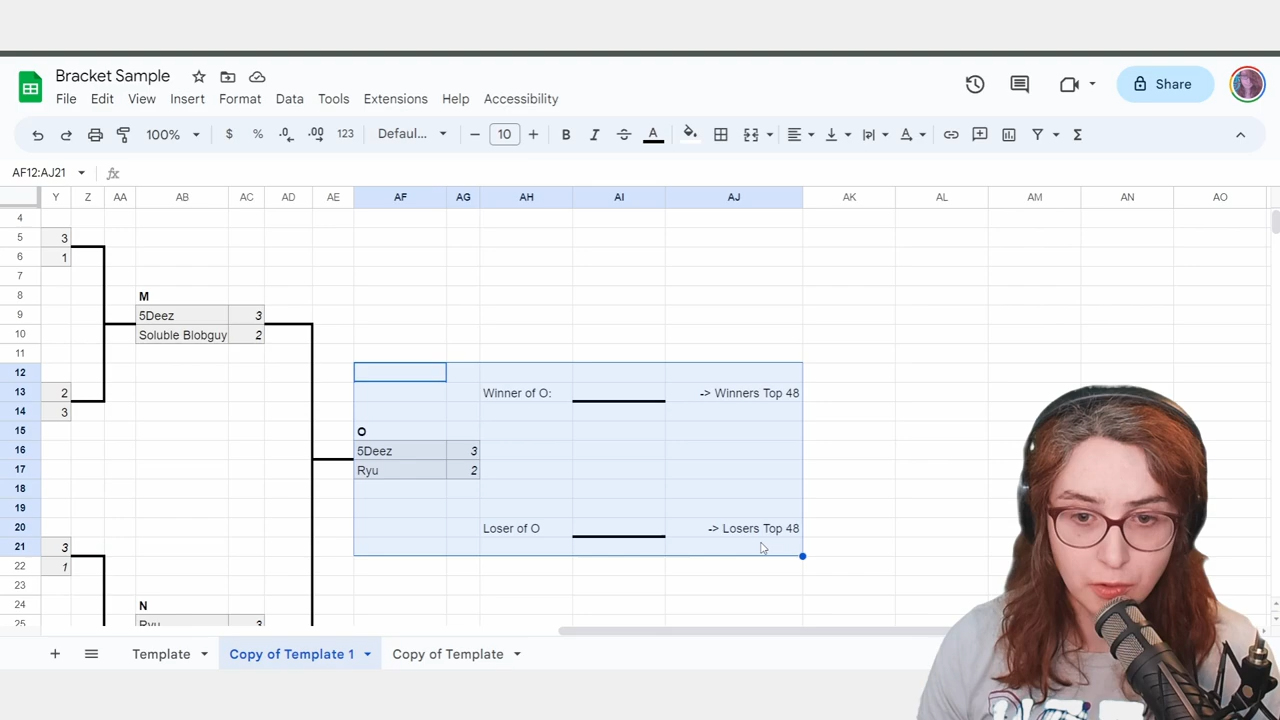 Bracket Sample
File Edit View Insert Format Data Tools Extensions Help Accessibility
Share
100% $ % .0 .00 123 Defaul... 10 B I A Σ
AF12:AJ21 fx
Y Z AA AB AC AD AE AF AG AH AI AJ AK AL AM AN AO
4
5 3
6 1
7
8 M
9 5Deez 3
10 Soluble Blobguy 2
11
12
13 2 Winner of O: -> Winners Top 48
14 3
15 O
16 5Deez 3
17 Ryu 2
18
19
20 Loser of O -> Losers Top 48
21 3
22 1
23
24 N
25 Ryu 3
Template Copy of Template 1 Copy of Template